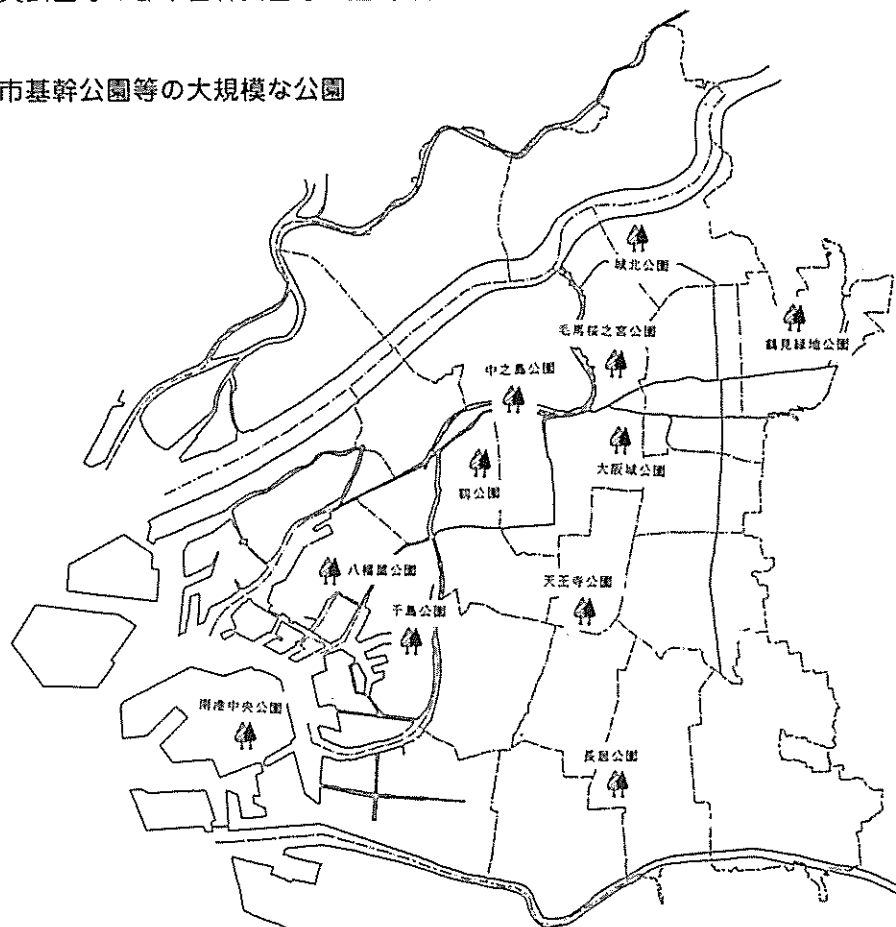 市基幹公園等の大規模な公園
城北公園
毛馬桜之宮公園
鶴見緑地公園
中之島公園
大阪城公園
靱公園
八幡屋公園
天王寺公園
千島公園
南港中央公園
長居公園